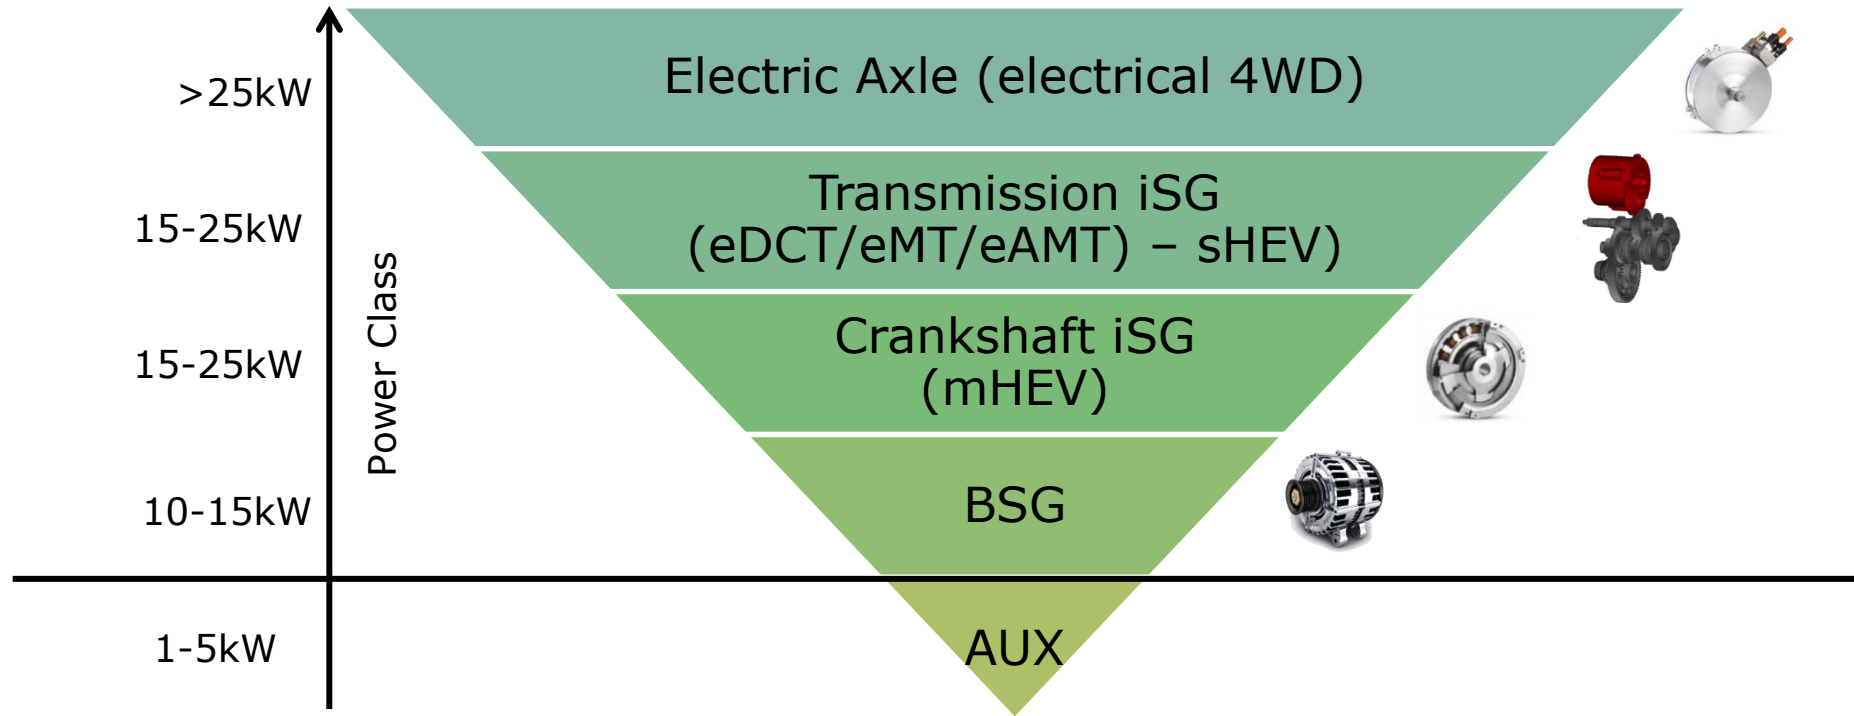 >25kW
Electric Axle (electrical 4WD)
15-25kW
Transmission iSG
(eDCT/eMT/eAMT) – sHEV)
Power Class
15-25kW
Crankshaft iSG
(mHEV)
10-15kW
BSG
1-5kW
AUX